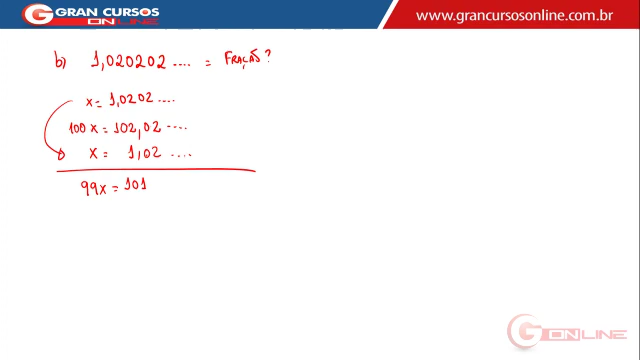 GRAN CURSOS
ONLINE
www.grancursosonline.com.br
b) 1,020202 .... = FRAÇÃO?
x = 1,0202 ....
100x = 102,02 ....
x = 1,02 ....
99x = 101
G ONLINE